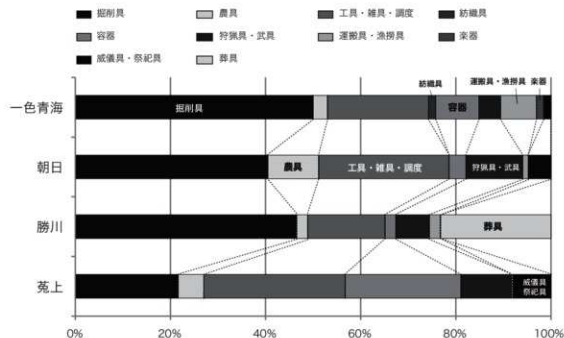 掘削具 農具 工具・雑具・調度 紡織具
容器 狩猟具・武具 運搬具・漁撈具 楽器
威儀具・祭祀具 葬具
紡織具 運搬具・漁撈具 楽器
一色青海 掘削具 容器
朝日 農具 工具・雑具・調度 狩猟具・武具
勝川 葬具
菟上 威儀具
祭祀具
0% 20% 40% 60% 80% 100%